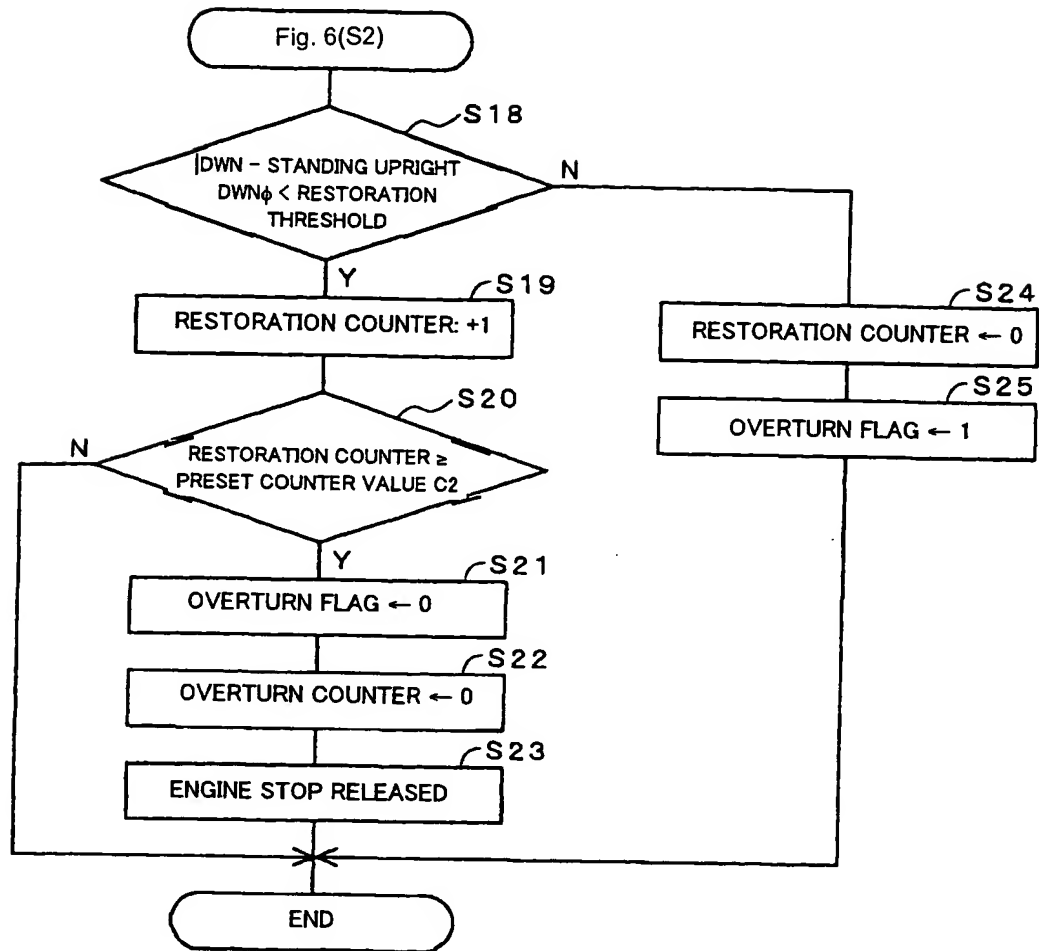 Fig. 6(S2)
S18
|DWN – STANDING UPRIGHT
DWNϕ < RESTORATION
THRESHOLD
N
Y
S19
RESTORATION COUNTER: +1
S24
RESTORATION COUNTER ← 0
S25
OVERTURN FLAG ← 1
S20
N
RESTORATION COUNTER ≥
PRESET COUNTER VALUE C2
Y
S21
OVERTURN FLAG ← 0
S22
OVERTURN COUNTER ← 0
S23
ENGINE STOP RELEASED
END